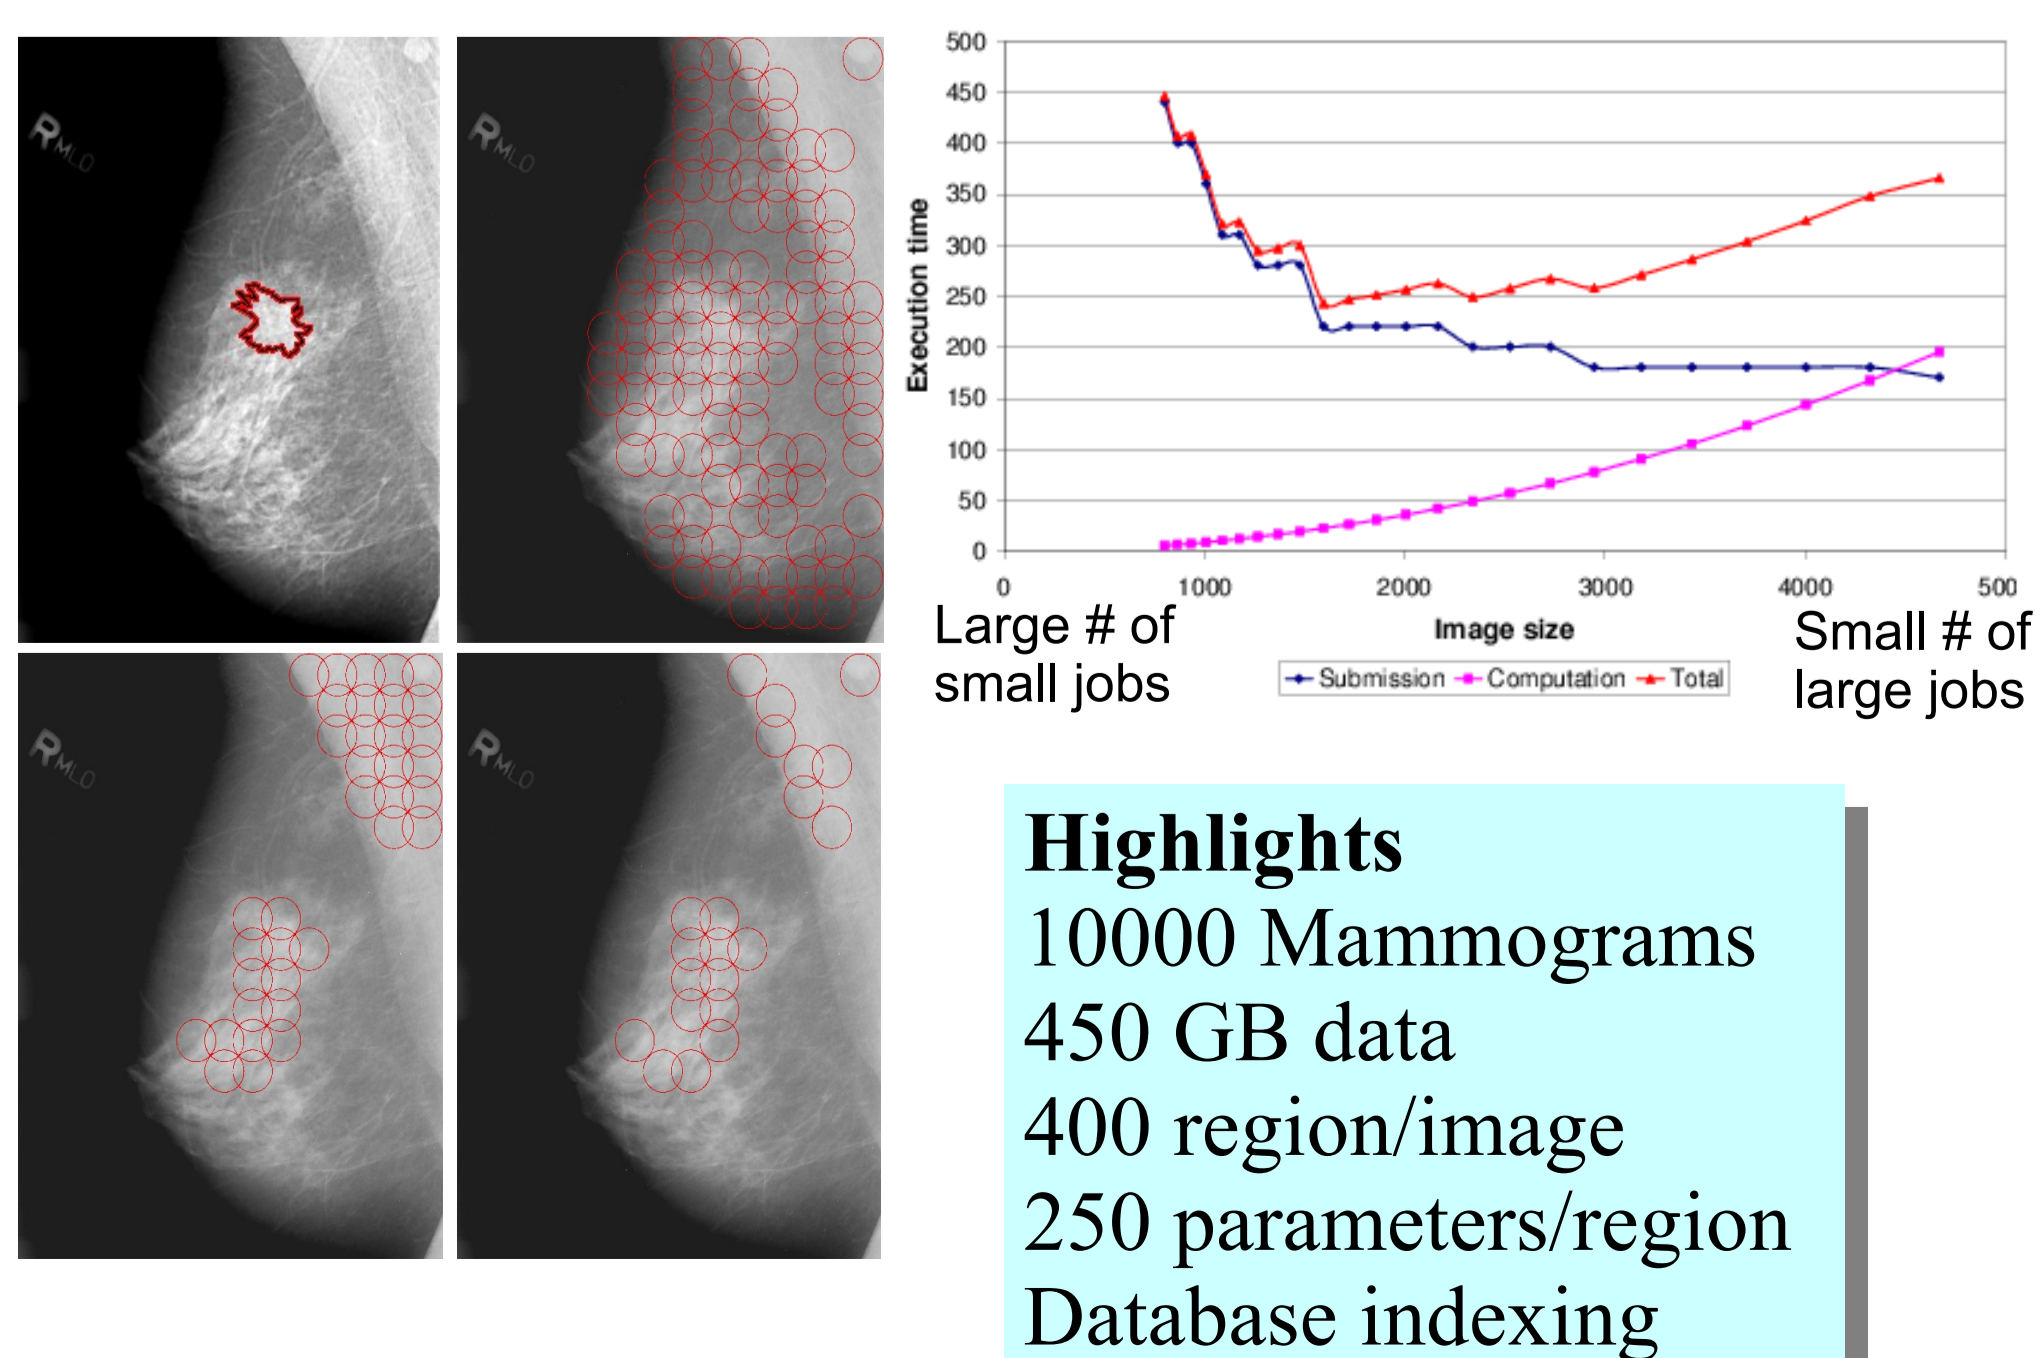 RMLO
RMLO
RMLO
RMLO
500
450
400
350
300
250
200
150
100
50
0
Execution time
0 1000 2000 3000 4000 500
Image size
Large # of
small jobs
Small # of
large jobs
Submission Computation Total
Highlights
10000 Mammograms
450 GB data
400 region/image
250 parameters/region
Database indexing